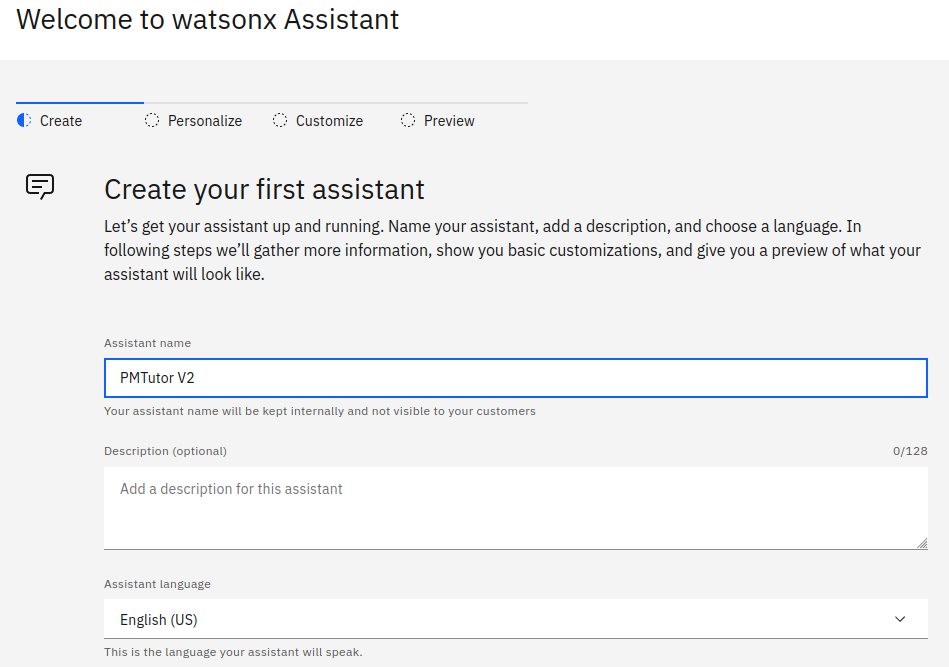 Welcome to watsonx Assistant
Create
Personalize
Customize
Preview
Create your first assistant
Let’s get your assistant up and running. Name your assistant, add a description, and choose a language. In
following steps we’ll gather more information, show you basic customizations, and give you a preview of what your
assistant will look like.
Assistant name
PMTutor V2
Your assistant name will be kept internally and not visible to your customers
Description (optional)
0/128
Add a description for this assistant
Assistant language
English (US)
This is the language your assistant will speak.